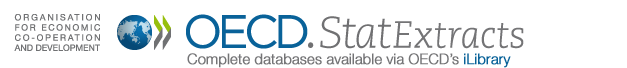 ORGANISATION
FOR ECONOMIC
CO-OPERATION
AND DEVELOPMENT
OECD.StatExtracts
Complete databases available via OECD's iLibrary